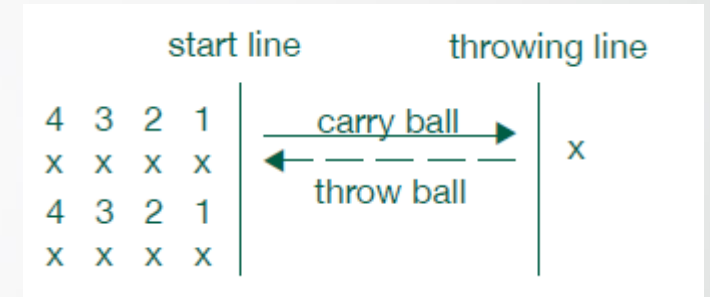 start line throwing line
4 3 2 1
carry ball
x x x x x
throw ball
4 3 2 1
x x x x